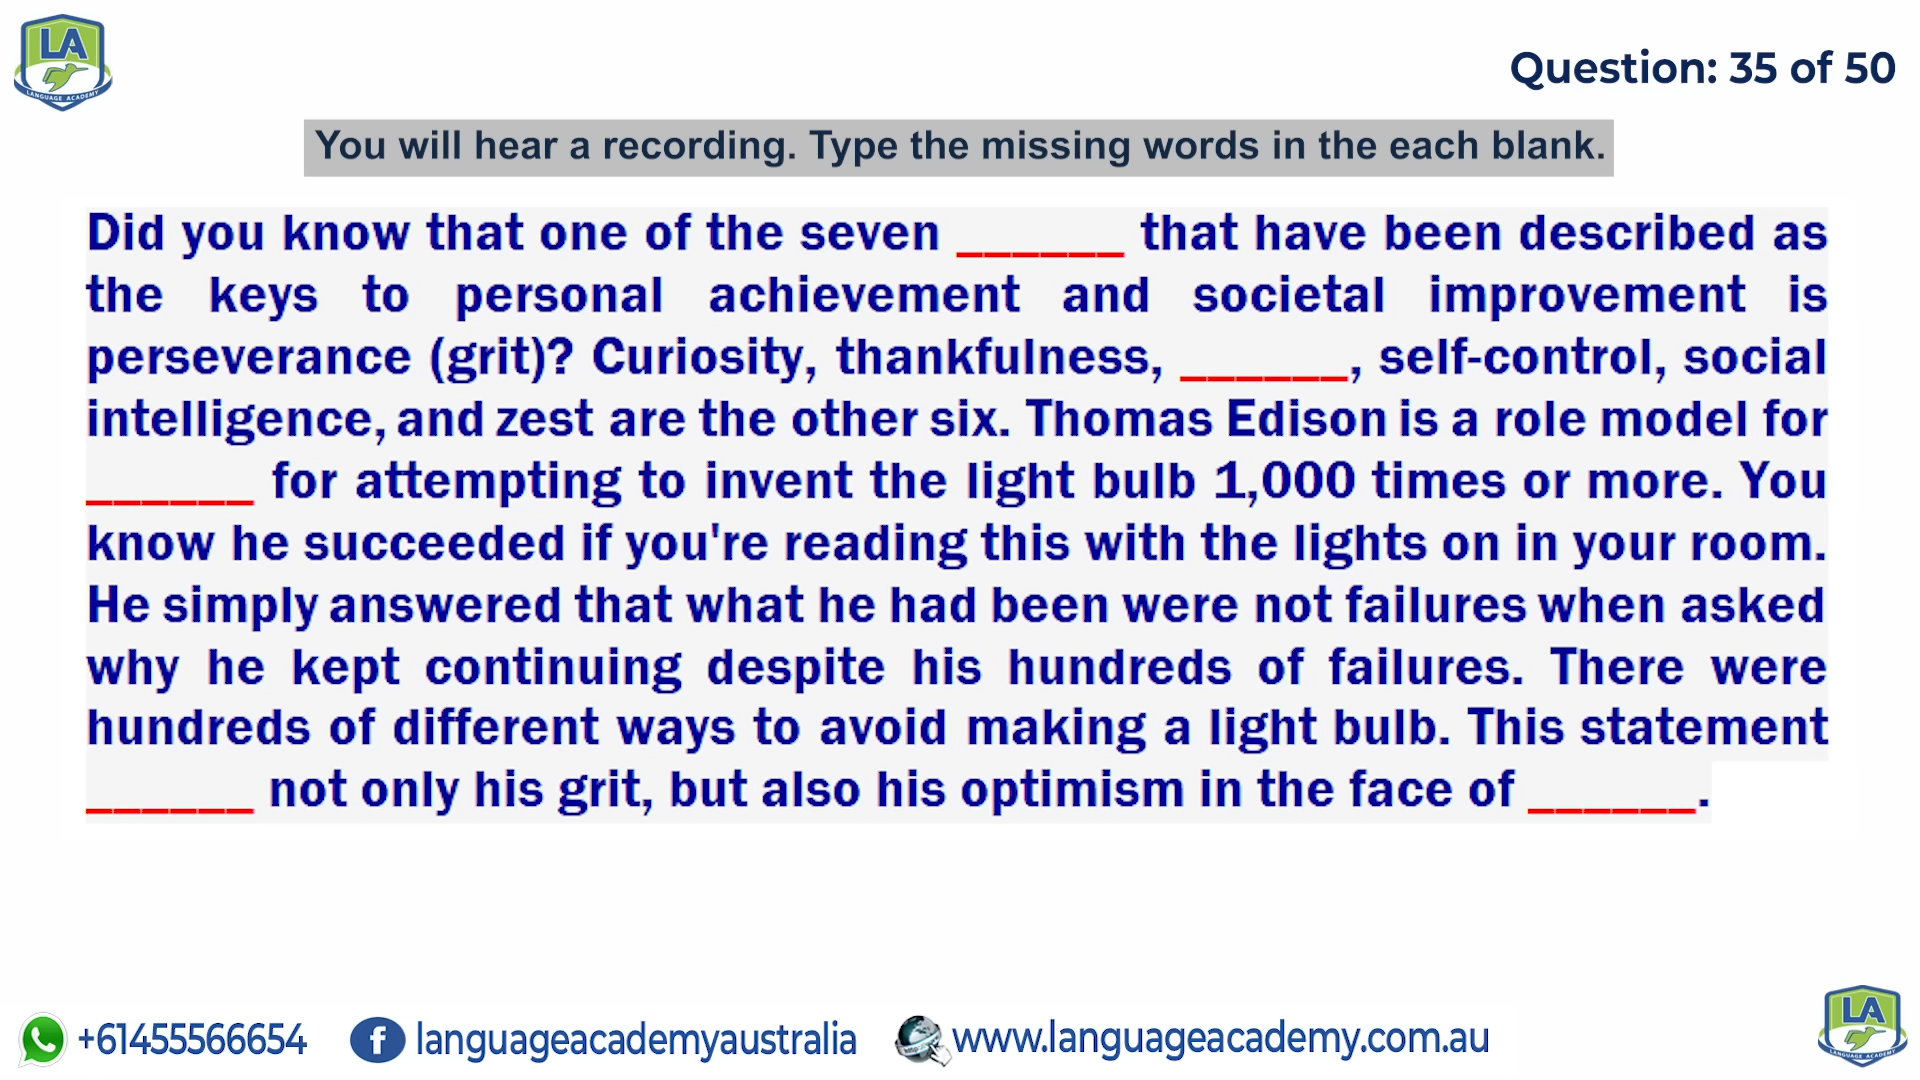 LA
LANGUAGE ACADEMY
Question: 35 of 50
You will hear a recording. Type the missing words in the each blank.
Did you know that one of the seven ______ that have been described as
the keys to personal achievement and societal improvement is
perseverance (grit)? Curiosity, thankfulness, ______, self-control, social
intelligence, and zest are the other six. Thomas Edison is a role model for
______ for attempting to invent the light bulb 1,000 times or more. You
know he succeeded if you're reading this with the lights on in your room.
He simply answered that what he had been were not failures when asked
why he kept continuing despite his hundreds of failures. There were
hundreds of different ways to avoid making a light bulb. This statement
______ not only his grit, but also his optimism in the face of ______.
+61455566654 f languageacademyaustralia www.languageacademy.com.au
LA
LANGUAGE ACADEMY